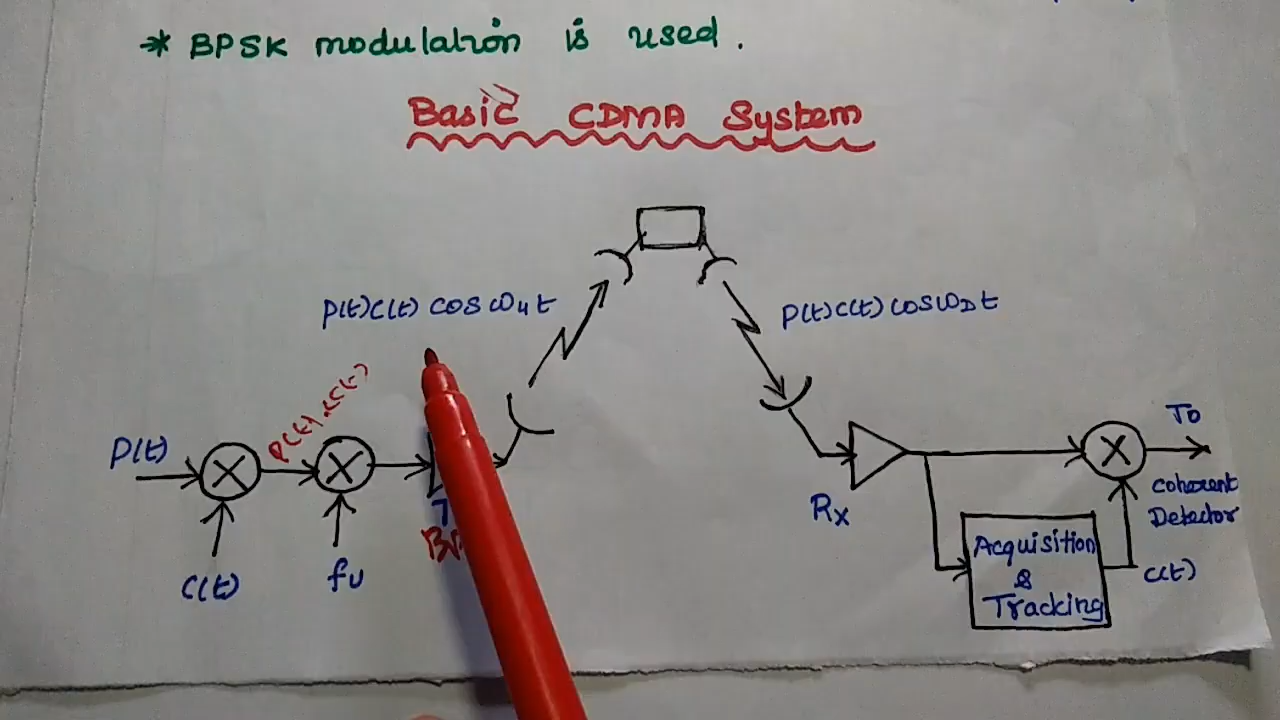 * BPSK modulation is used.
Basic CDMA System
P(t)C(t) cos ωut
P(t)C(t) cos ωDt
P(t).C(t)
P(t)
To
Coherent
Detector
Rx
Acquisition
&
Tracking
C(t)
C(t)
fu